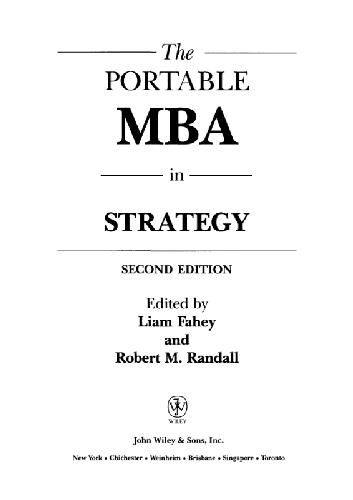 The
PORTABLE
MBA
in
STRATEGY
SECOND EDITION
Edited by
Liam Fahey
and
Robert M. Randall
WILEY
John Wiley & Sons, Inc.
New York • Chichester • Weinheim • Brisbane • Singapore • Toronto